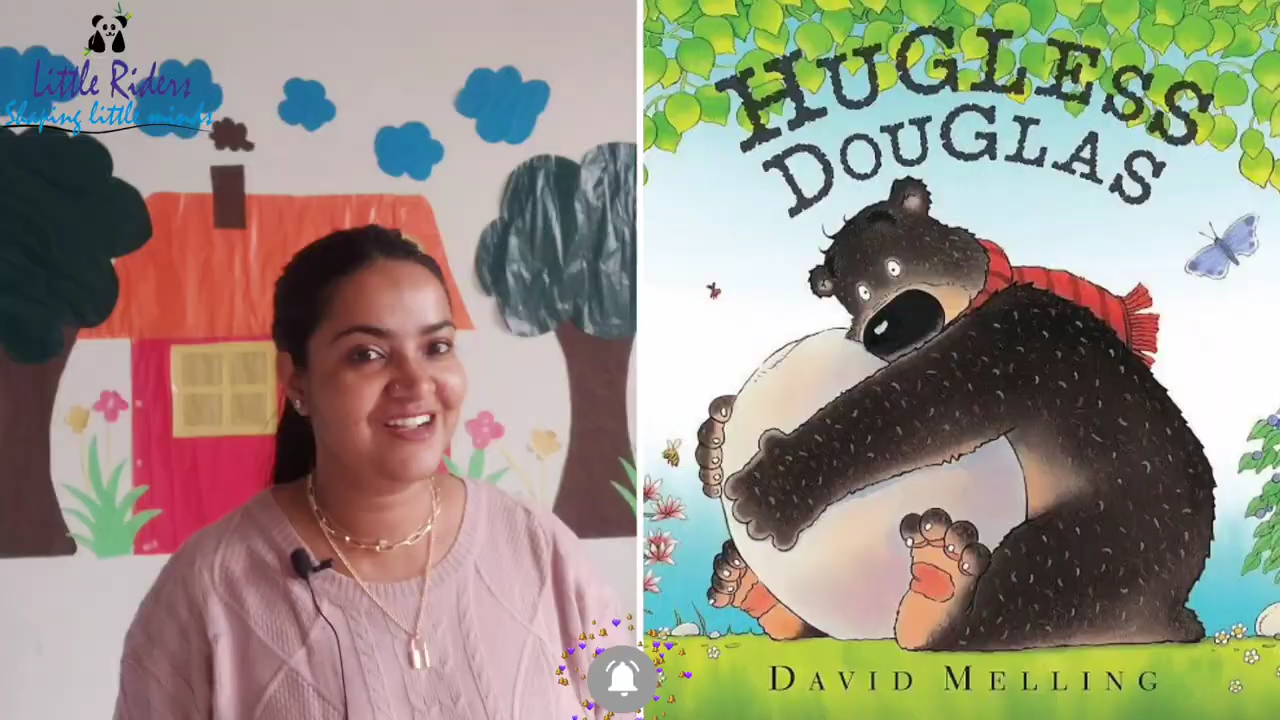 Little Riders
Shaping little minds
HUGLESS
DOUGLAS
DAVID MELLING